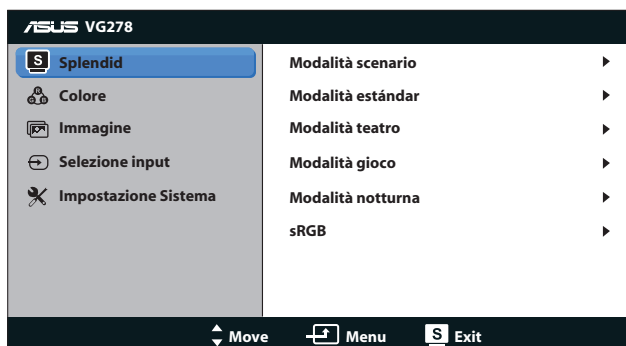 ASUS VG278
S Splendid
Colore
Immagine
Selezione input
Impostazione Sistema
Modalità scenario
Modalità estándar
Modalità teatro
Modalità gioco
Modalità notturna
sRGB
Move Menu S Exit